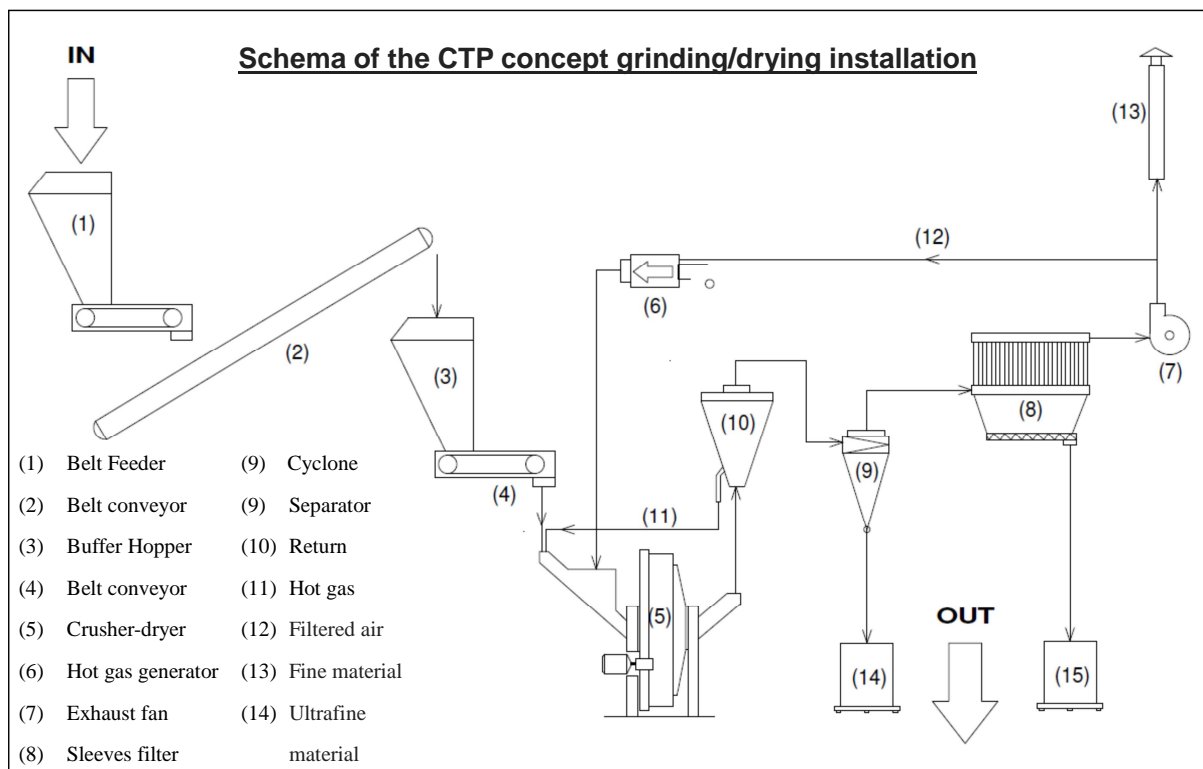 IN
Schema of the CTP concept grinding/drying installation
(13)
(1)
(12)
(6)
(2)
(3)
(7)
(8)
(10)
(9)
(4)
(11)
(5)
OUT
(14)
(15)
(1) Belt Feeder
(2) Belt conveyor
(3) Buffer Hopper
(4) Belt conveyor
(5) Crusher-dryer
(6) Hot gas generator
(7) Exhaust fan
(8) Sleeves filter
(9) Cyclone
(9) Separator
(10) Return
(11) Hot gas
(12) Filtered air
(13) Fine material
(14) Ultrafine
material